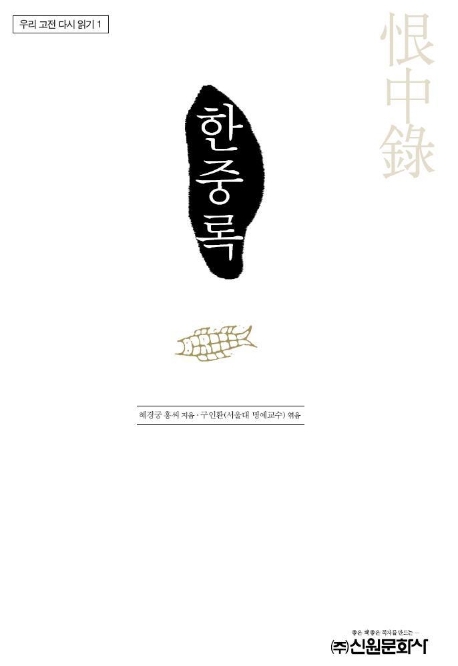 우리 고전 다시 읽기 1
恨中錄
한중록
혜경궁 홍씨 지음 · 구인환(서울대 명예교수) 엮음
좋은 책 좋은 독자를 만드는—
㈜신원문화사